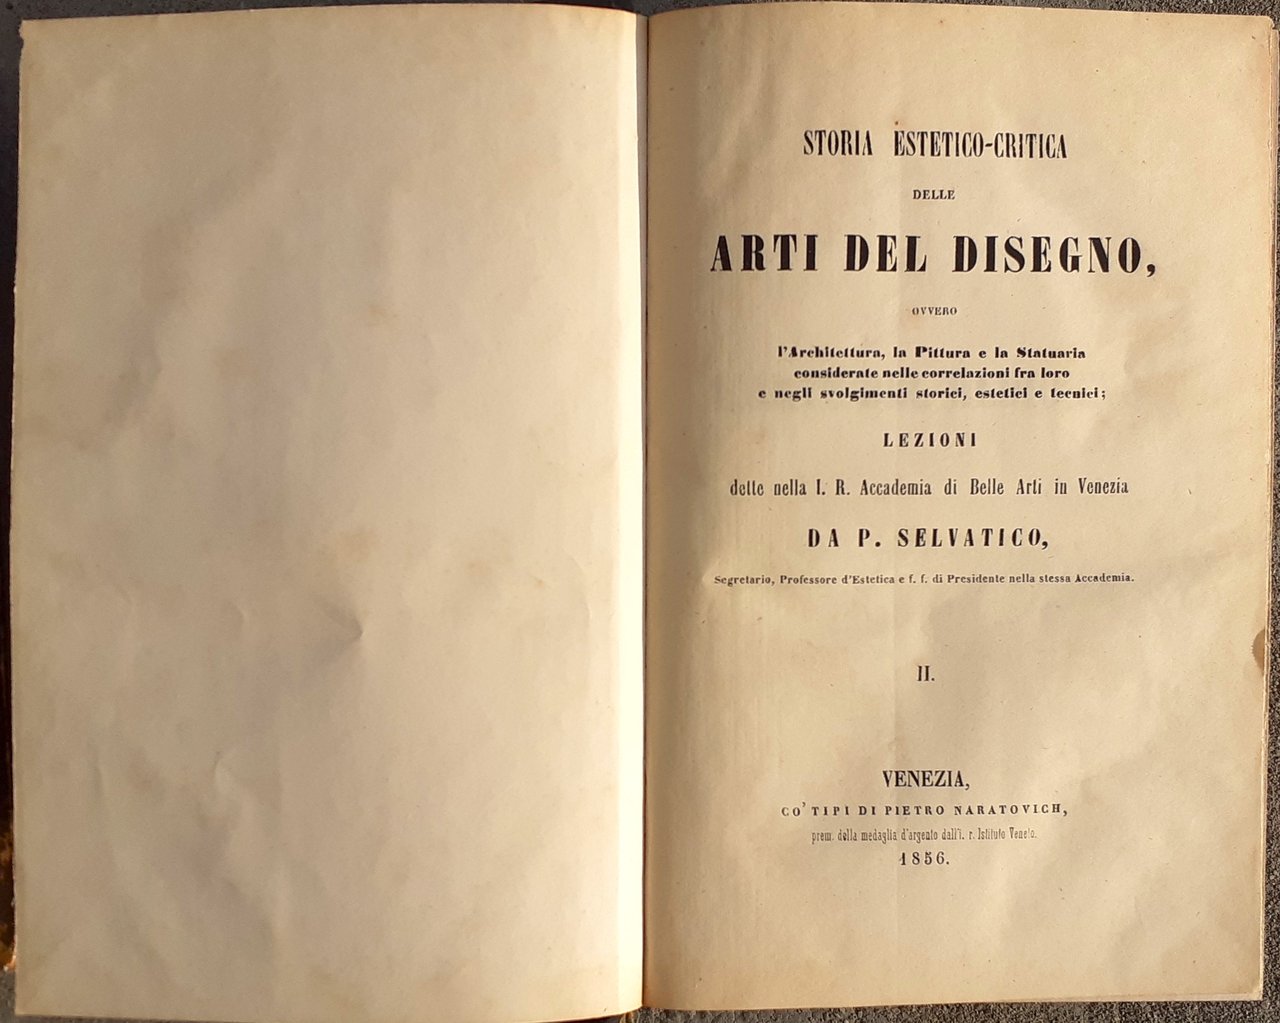 STORIA ESTETICO-CRITICA
DELLE
ARTI DEL DISEGNO,
OVVERO
l'Architettura, la Pittura e la Statuaria
considerate nelle correlazioni fra loro
e negli svolgimenti storici, estetici e tecnici;
LEZIONI
dette nella I. R. Accademia di Belle Arti in Venezia
DA P. SELVATICO,
Segretario, Professore d'Estetica e f. f. di Presidente nella stessa Accademia.
II.
VENEZIA,
CO' TIPI DI PIETRO NARATOVICH,
prem. della medaglia d'argento dall'i. r. Istituto Veneto.
1856.